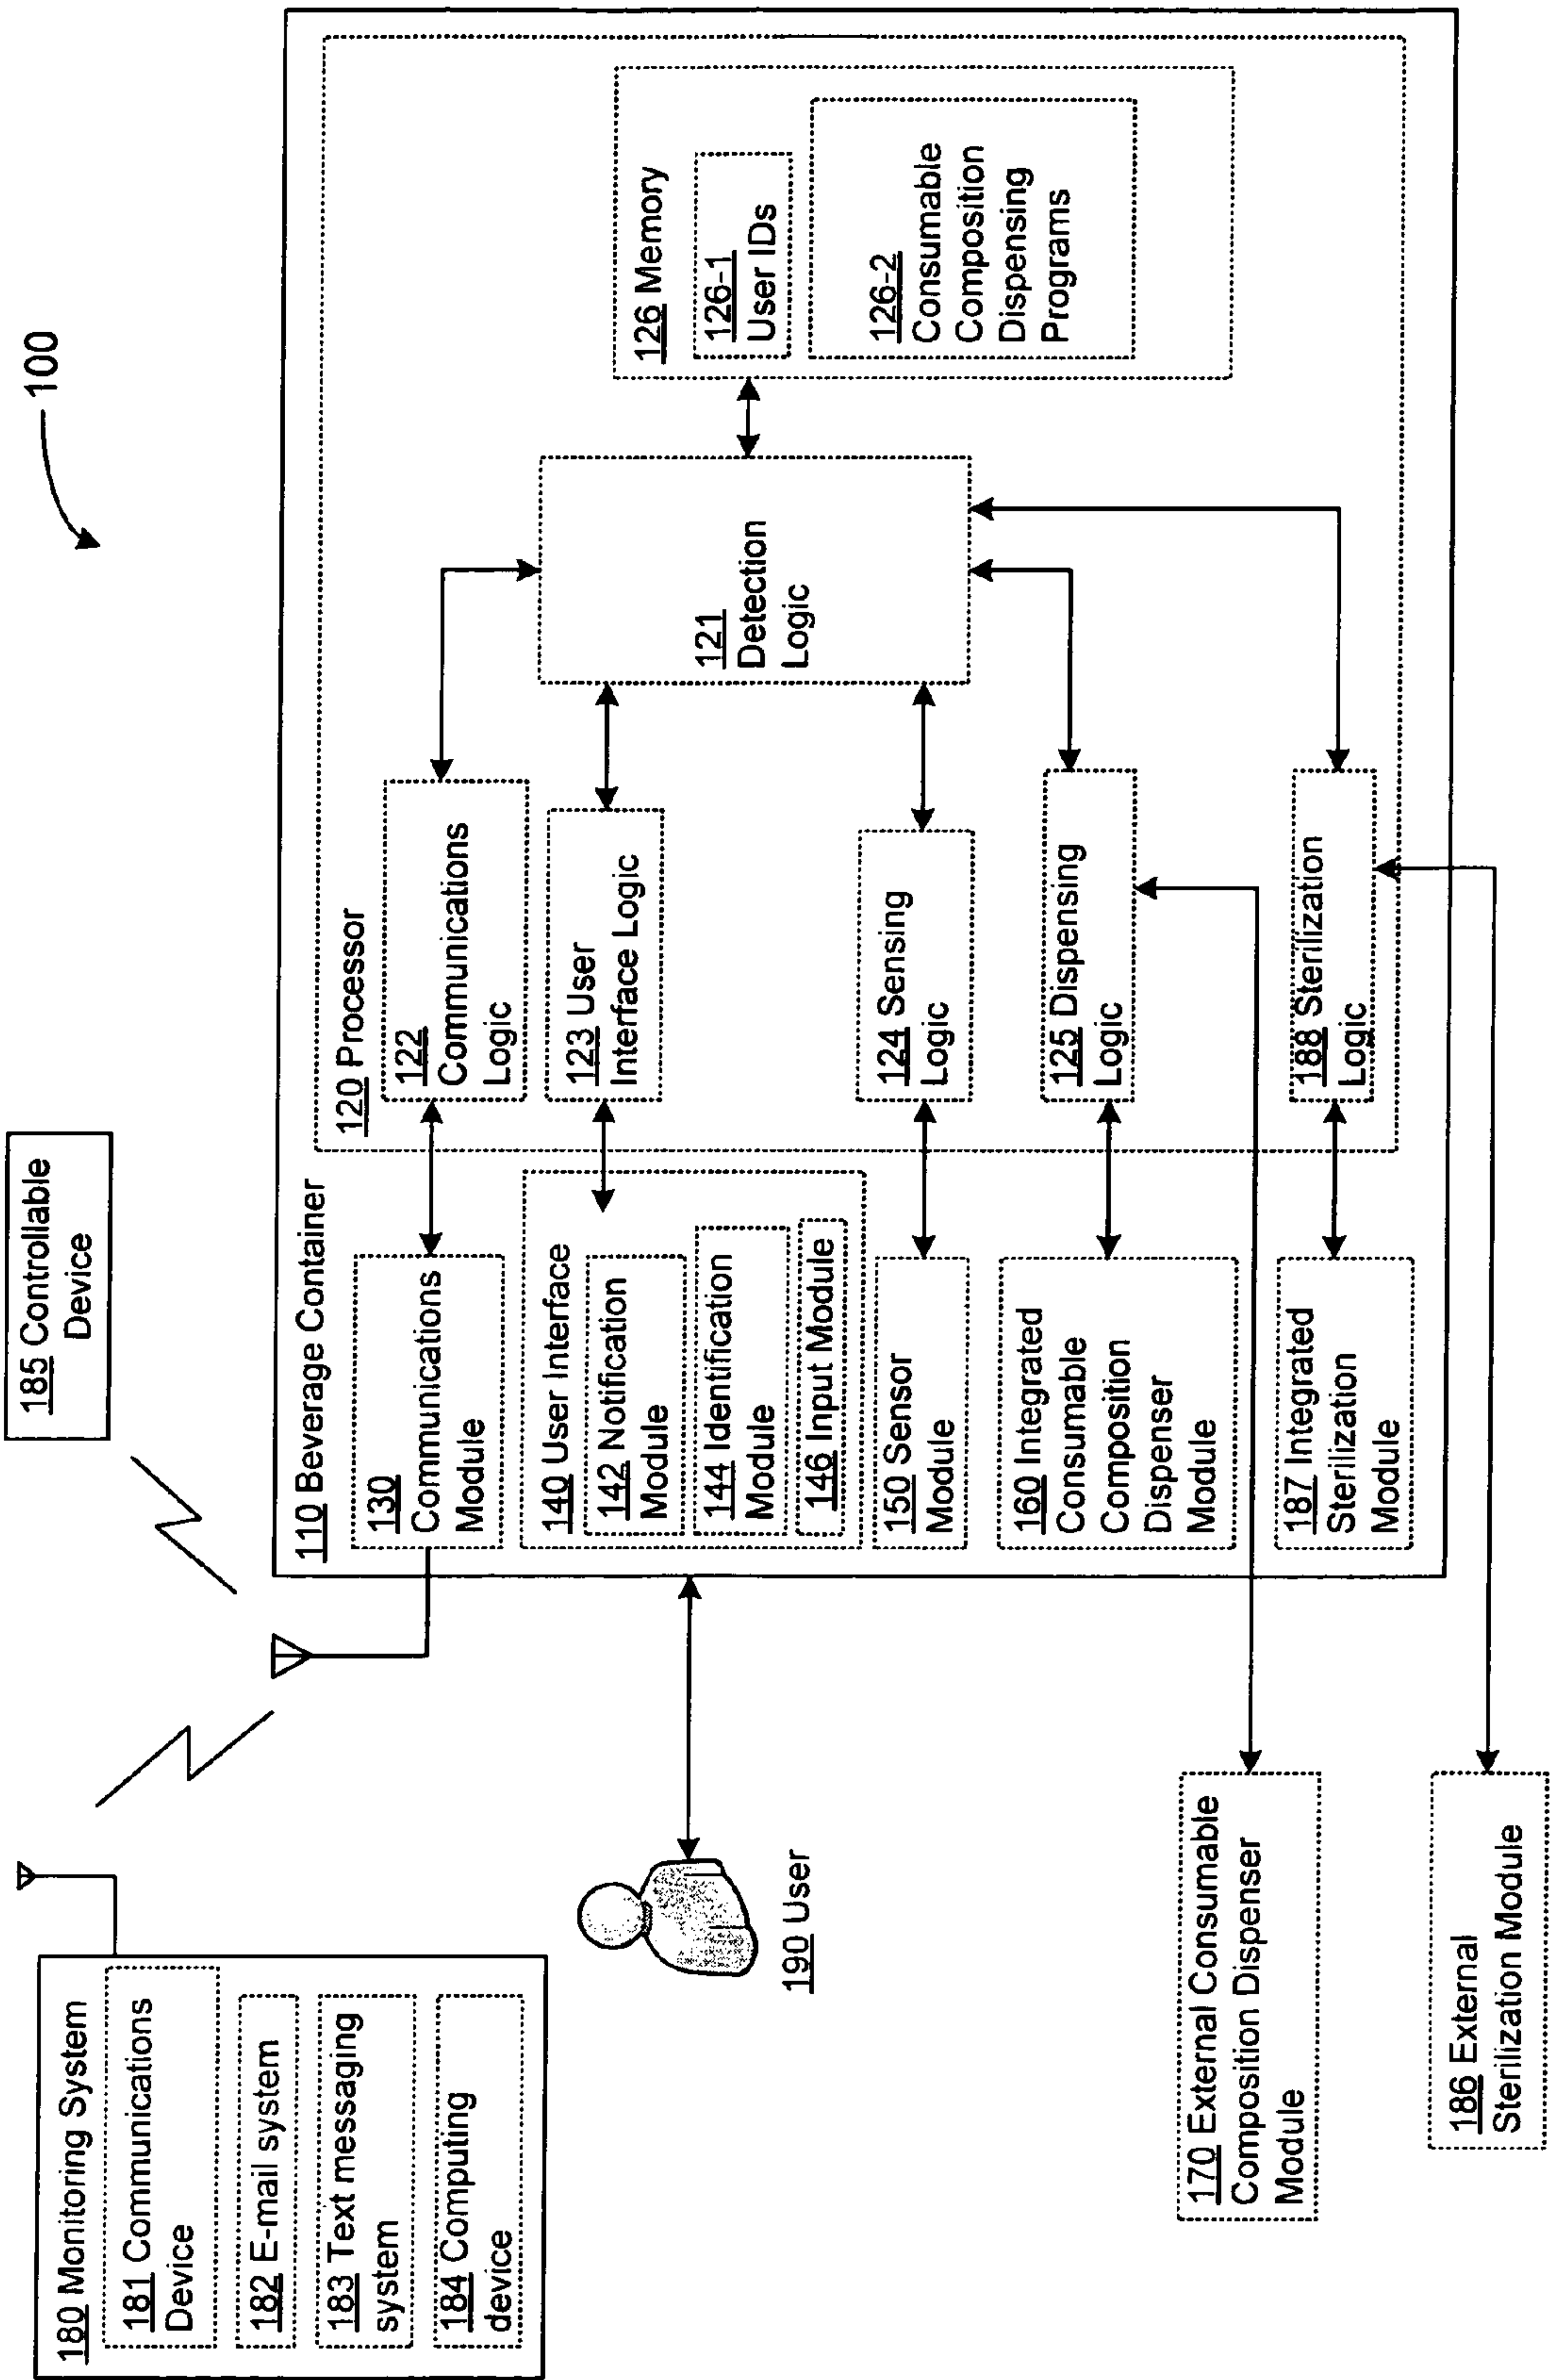 100
185 Controllable
Device
180 Monitoring System
181 Communications
Device
182 E-mail system
183 Text messaging
system
184 Computing
device
190 User
170 External Consumable
Composition Dispenser
Module
186 External
Sterilization Module
110 Beverage Container
130
Communications
Module
140 User Interface
142 Notification
Module
144 Identification
Module
146 Input Module
150 Sensor
Module
160 Integrated
Consumable
Composition
Dispenser
Module
187 Integrated
Sterilization
Module
120 Processor
122
Communications
Logic
123 User
Interface Logic
124 Sensing
Logic
125 Dispensing
Logic
188 Sterilization
Logic
121
Detection
Logic
126 Memory
126-1
User IDs
126-2
Consumable
Composition
Dispensing
Programs